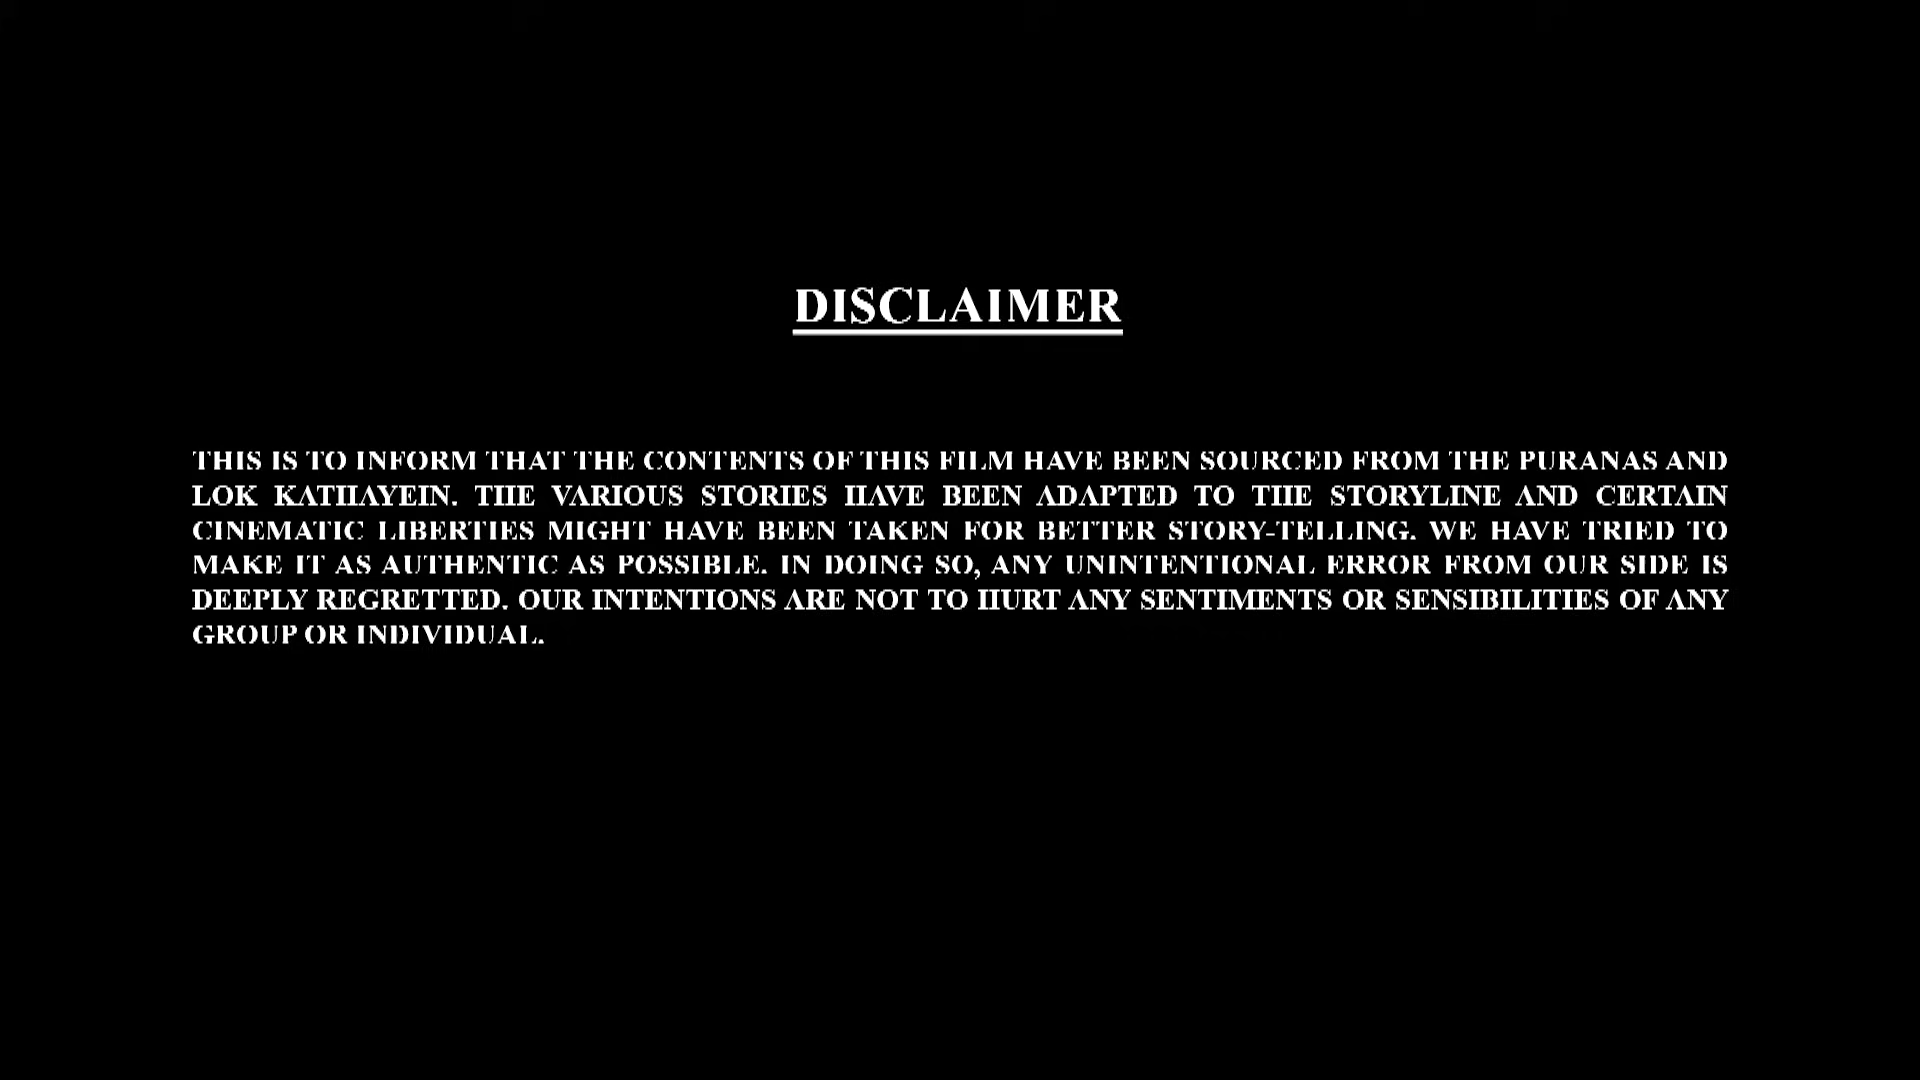 DISCLAIMER
THIS IS TO INFORM THAT THE CONTENTS OF THIS FILM HAVE BEEN SOURCED FROM THE PURANAS AND
LOK KATHAYEIN. THE VARIOUS STORIES HAVE BEEN ADAPTED TO THE STORYLINE AND CERTAIN
CINEMATIC LIBERTIES MIGHT HAVE BEEN TAKEN FOR BETTER STORY-TELLING. WE HAVE TRIED TO
MAKE IT AS AUTHENTIC AS POSSIBLE. IN DOING SO, ANY UNINTENTIONAL ERROR FROM OUR SIDE IS
DEEPLY REGRETTED. OUR INTENTIONS ARE NOT TO HURT ANY SENTIMENTS OR SENSIBILITIES OF ANY
GROUP OR INDIVIDUAL.